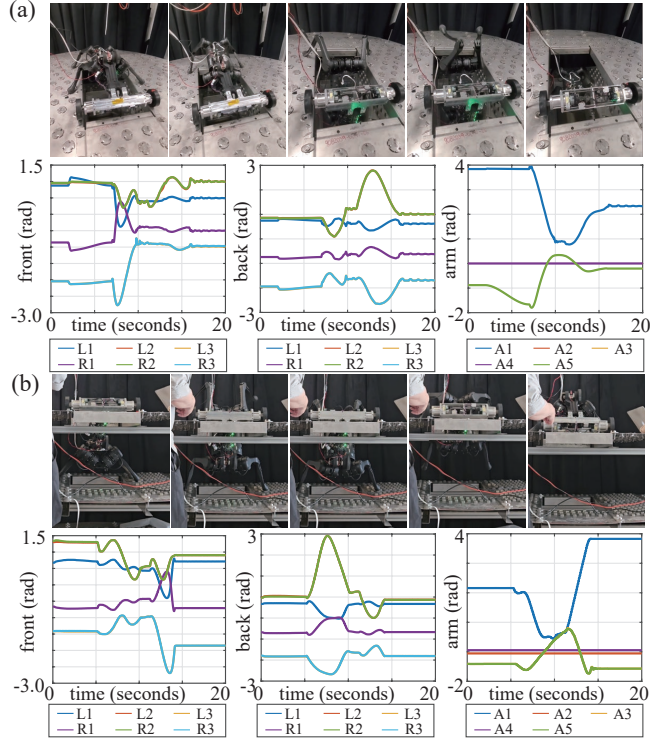 (a)
1.5
front (rad)
-3.0
0
time (seconds)
20
3
back (rad)
-3
0
time (seconds)
20
4
arm (rad)
-2
0
time (seconds)
20
L1 L2 L3
R1 R2 R3
L1 L2 L3
R1 R2 R3
A1 A2 A3
A4 A5
(b)
1.5
front (rad)
-3.0
0
time (seconds)
20
3
back (rad)
-3
0
time (seconds)
20
4
arm (rad)
-2
0
time (seconds)
20
L1 L2 L3
R1 R2 R3
L1 L2 L3
R1 R2 R3
A1 A2 A3
A4 A5